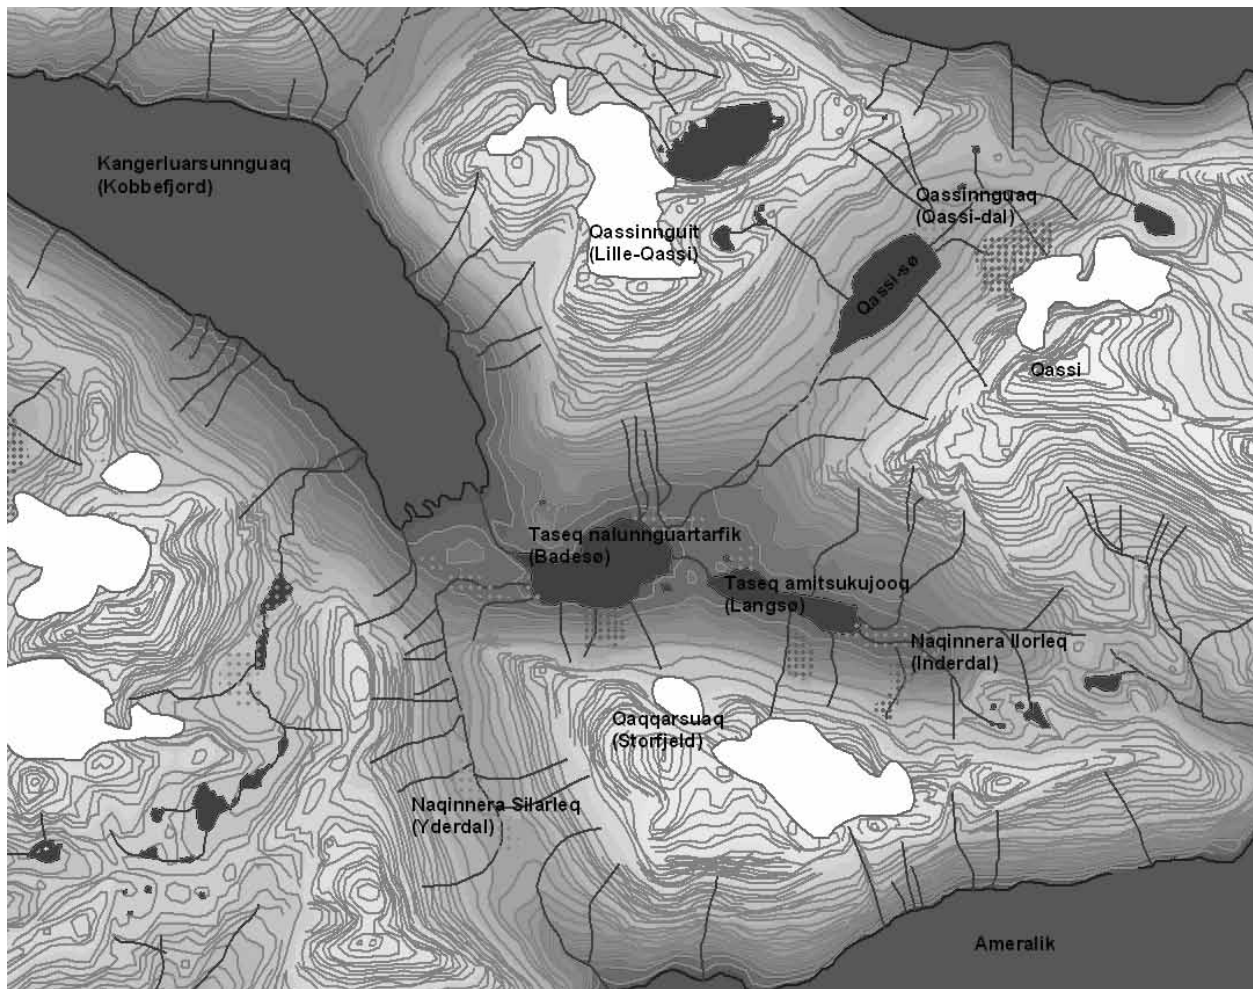 Kangerluarsunnguaq
(Kobbefjord)
Qassinnguaq
(Qassi-dal)
Qassinnguit
(Lille-Qassi)
Qassi-sø
Qassi
Taseq nalunnguartarfik
(Badesø)
Taseq amitsukujooq
(Langsø)
Naqinnera Ilorleq
(Inderdal)
Qaqqarsuaq
(Storfjeld)
Naqinnera Silarleq
(Yderdal)
Ameralik